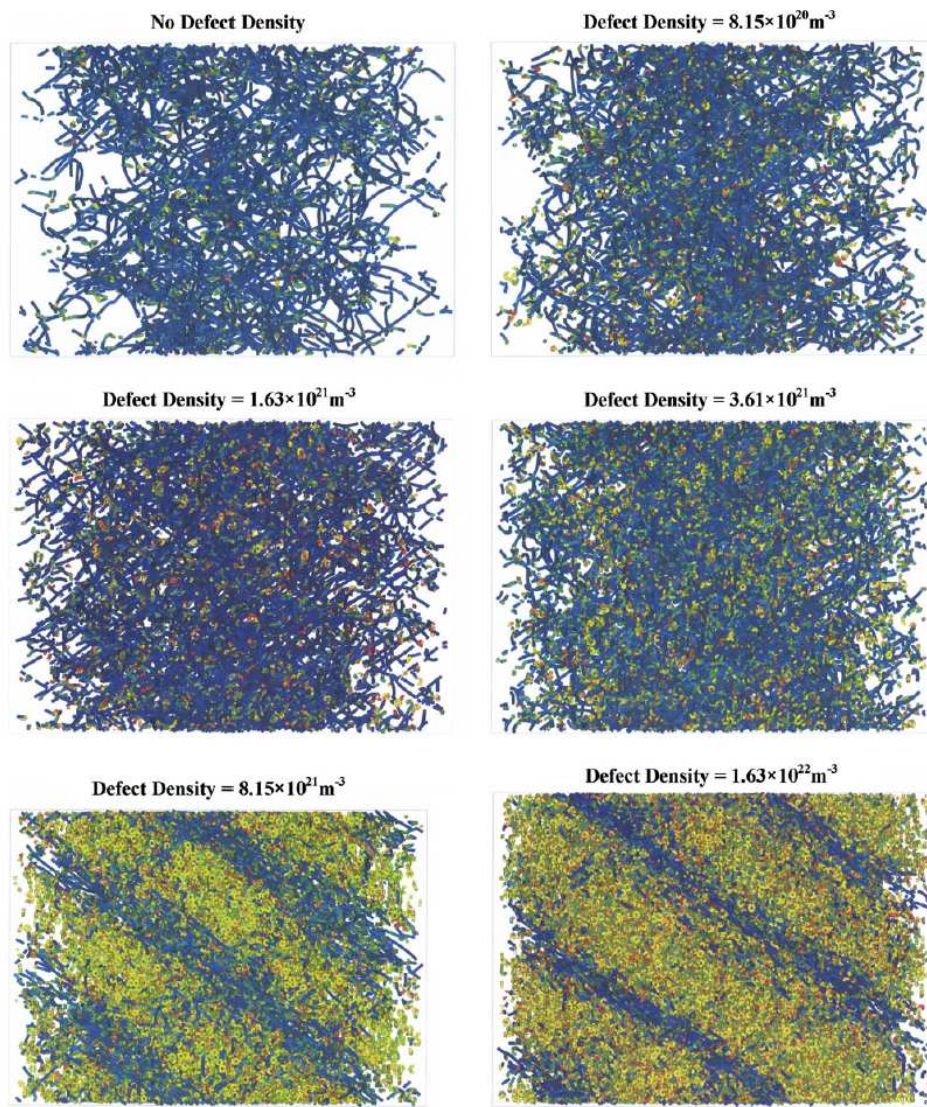 No Defect Density
Defect Density = 8.15×10²⁰m⁻³
Defect Density = 1.63×10²¹m⁻³
Defect Density = 3.61×10²¹m⁻³
Defect Density = 8.15×10²¹m⁻³
Defect Density = 1.63×10²²m⁻³